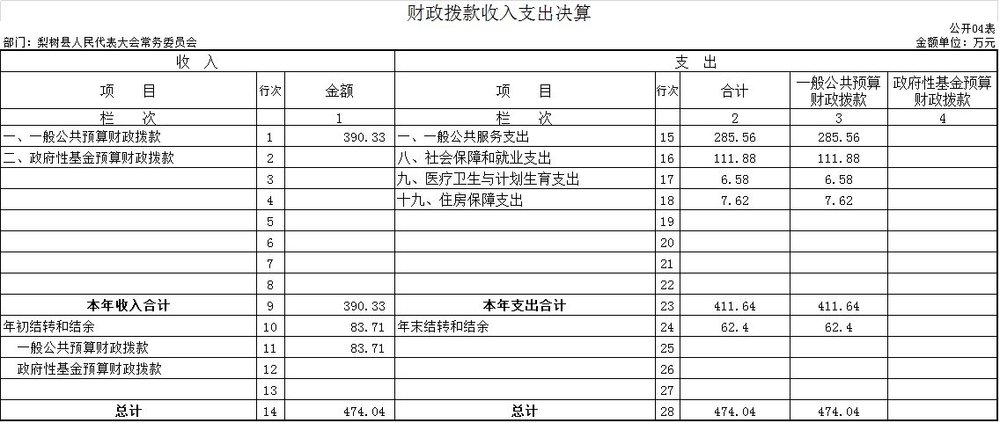 财政拨款收入支出决算
公开04表
部门：梨树县人民代表大会常务委员会 金额单位：万元
收 入 支 出
项 目 行次 金额 项 目 行次 合计 一般公共预算财政拨款 政府性基金预算财政拨款
栏 次 1 栏 次 2 3 4
一、一般公共预算财政拨款 1 390.33 一、一般公共服务支出 15 285.56 285.56
二、政府性基金预算财政拨款 2 八、社会保障和就业支出 16 111.88 111.88
3 九、医疗卫生与计划生育支出 17 6.58 6.58
4 十九、住房保障支出 18 7.62 7.62
5 19
6 20
7 21
8 22
本年收入合计 9 390.33 本年支出合计 23 411.64 411.64
年初结转和结余 10 83.71 年末结转和结余 24 62.4 62.4
一般公共预算财政拨款 11 83.71 25
政府性基金预算财政拨款 12 26
13 27
总计 14 474.04 总计 28 474.04 474.04